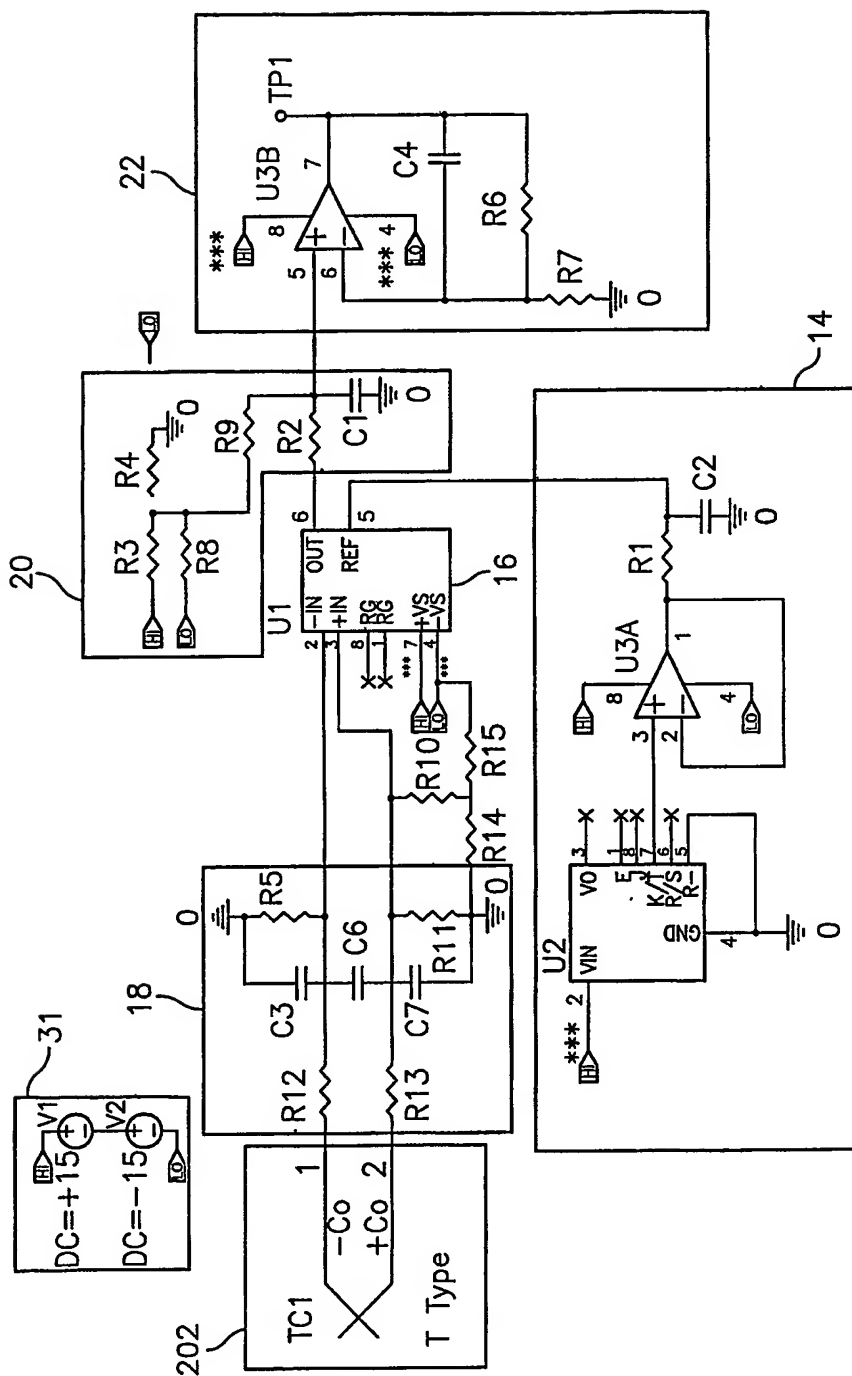 31
HI
V1
DC=+15
V2
DC=-15
LO
202
TC1
-Co
+Co
T Type
1
2
18
0
R5
C3
C6
C7
R12
R13
R11
0
R10
R14
R15
20
R3
R4
0
HI
R8
LO
R9
R2
C1
0
LO
U1
2 -IN
3 +IN
8 RG
1 RG
7 +VS
4 -VS
***
***
HI
LO
OUT 6
REF 5
16
22
***
HI
8
U3B
5
6
7
TP1
*** 4
LO
C4
R6
R7
0
14
***
HI
2
U2
VIN
VO 3
E 1
J 8
K/T 7
R/S 6
R- 5
GND
4
0
HI
8
U3A
3
2
1
4
LO
R1
C2
0